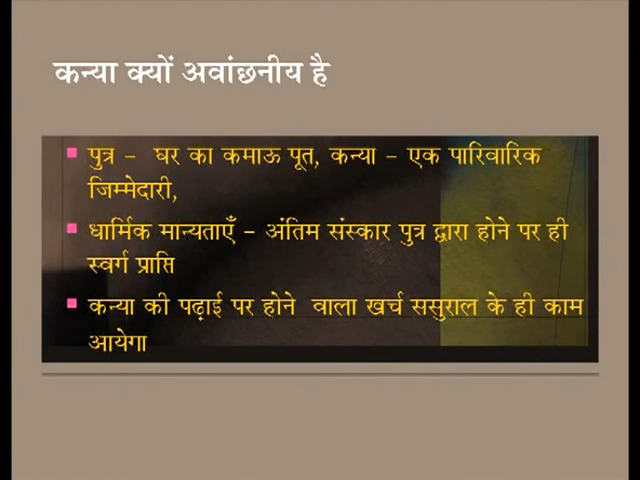 कन्या क्यों अवांछनीय है
पुत्र – घर का कमाऊ पूत, कन्या – एक पारिवारिक
जिम्मेदारी,
धार्मिक मान्यताएँ – अंतिम संस्कार पुत्र द्वारा होने पर ही
स्वर्ग प्राप्ति
कन्या की पढ़ाई पर होने वाला खर्च ससुराल के ही काम
आयेगा